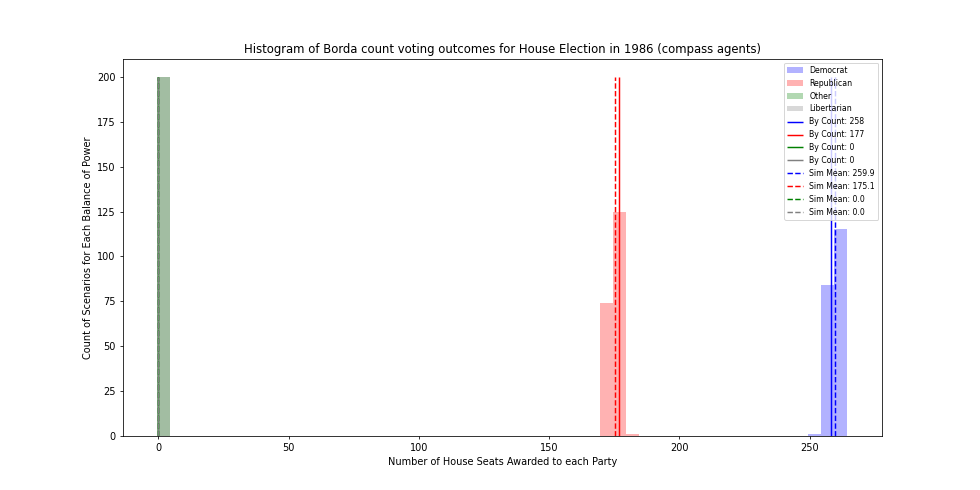 Histogram of Borda count voting outcomes for House Election in 1986 (compass agents)
200
175
150
125
100
75
50
25
0
Count of Scenarios for Each Balance of Power
Democrat
Republican
Other
Libertarian
By Count: 258
By Count: 177
By Count: 0
By Count: 0
Sim Mean: 259.9
Sim Mean: 175.1
Sim Mean: 0.0
Sim Mean: 0.0
0 50 100 150 200 250
Number of House Seats Awarded to each Party